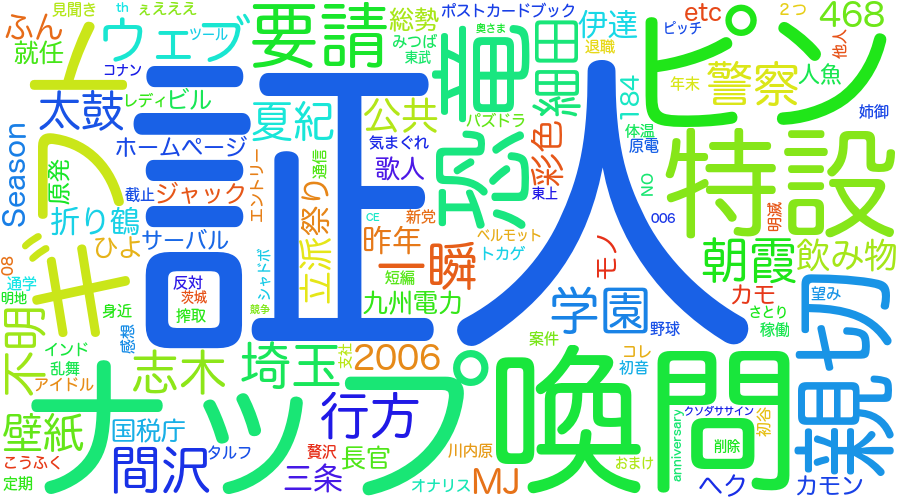 見聞き
th
ぇえええ
総勢
ポストカードブック
奥さま
2つ
etc
468
ふん
就任
ウェブ
ツール
要請
みつば
東武
伊達
退職
ピッチ
他人
コナン
ギフト
太鼓
レディ
ビル
夏紀
公共
恐竜
細田
184
ピン
警察
人魚
年末
姉御
Season
原発
ホームページ
気まぐれ
パズドラ
体温
原電
截止
ジャック
エントリー
通信
歌人
彩色
東上
NO
特設
折り鶴
証人
祭り
立派
CE
新党
006
明滅
ひよ
サーバル
シャドボ
昨年
ベルモット
モノ
朝霞
飲み物
08
通学
明地
反対
茨城
搾取
一瞬
トカゲ
短編
カモ
望み
身近
感想
競争
九州電力
学園
野球
さとり
稼働
親切
不明
インド
乱舞
アイドル
志木
埼玉
支社
2006
案件
コレ
初音
ナップ
喚問
壁紙
国税庁
行方
クソダササイン
初谷
削除
anniversary
こうふく
定期
間沢
タルフ
贅沢
三条
長官
川内原
オナリス
MJ
おまけ
ヘク
カモン